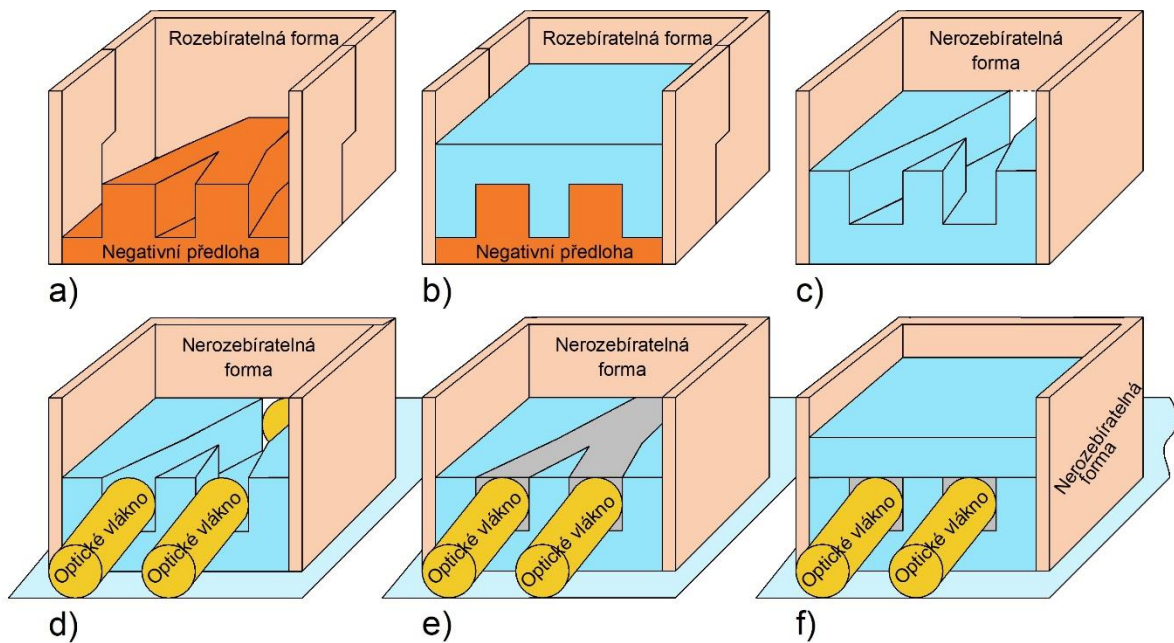 Rozebíratelná forma
Negativní předloha
a)
Rozebíratelná forma
Negativní předloha
b)
Nerozebíratelná
forma
c)
Nerozebíratelná
forma
Optické vlákno
Optické vlákno
d)
Nerozebíratelná
forma
Optické vlákno
Optické vlákno
e)
Nerozebíratelná
forma
Optické vlákno
Optické vlákno
f)